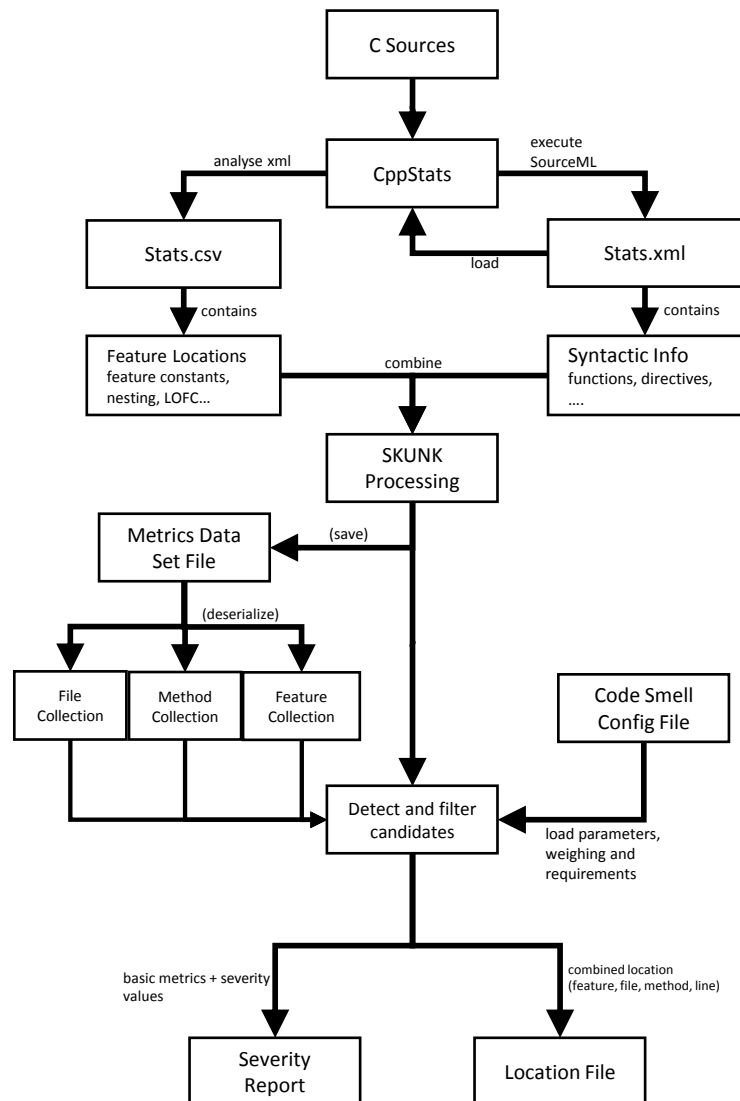 C Sources
execute
SourceML
analyse xml
CppStats
Stats.csv
Stats.xml
load
contains
contains
Feature Locations
feature constants,
nesting, LOFC...
combine
Syntactic Info
functions, directives,
....
SKUNK
Processing
Metrics Data
Set File
(save)
(deserialize)
File
Collection
Method
Collection
Feature
Collection
Code Smell
Config File
Detect and filter
candidates
load parameters,
weighing and
requirements
basic metrics + severity
values
combined location
(feature, file, method, line)
Severity
Report
Location File